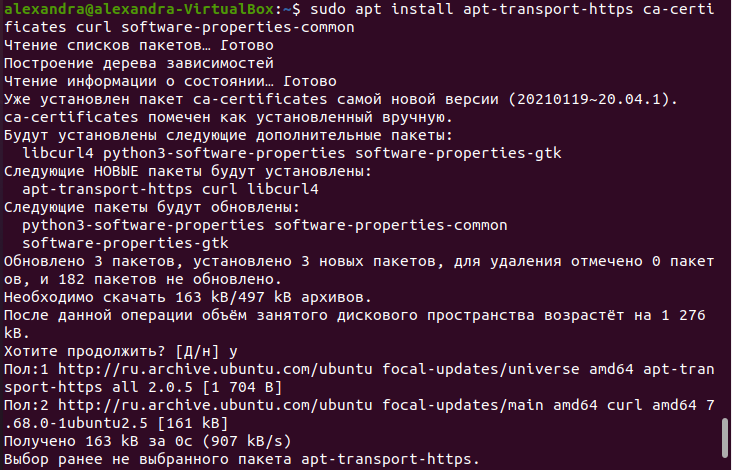 alexandra@alexandra-VirtualBox:~$ sudo apt install apt-transport-https ca-certi
ficates curl software-properties-common
Чтение списков пакетов… Готово
Построение дерева зависимостей
Чтение информации о состоянии… Готово
Уже установлен пакет ca-certificates самой новой версии (20210119~20.04.1).
ca-certificates помечен как установленный вручную.
Будут установлены следующие дополнительные пакеты:
  libcurl4 python3-software-properties software-properties-gtk
Следующие НОВЫЕ пакеты будут установлены:
  apt-transport-https curl libcurl4
Следующие пакеты будут обновлены:
  python3-software-properties software-properties-common
  software-properties-gtk
Обновлено 3 пакетов, установлено 3 новых пакетов, для удаления отмечено 0 пакет
ов, и 182 пакетов не обновлено.
Необходимо скачать 163 kB/497 kB архивов.
После данной операции объём занятого дискового пространства возрастёт на 1 276
kB.
Хотите продолжить? [Д/н] y
Пол:1 http://ru.archive.ubuntu.com/ubuntu focal-updates/universe amd64 apt-tran
sport-https all 2.0.5 [1 704 B]
Пол:2 http://ru.archive.ubuntu.com/ubuntu focal-updates/main amd64 curl amd64 7
.68.0-1ubuntu2.5 [161 kB]
Получено 163 kB за 0с (907 kB/s)
Выбор ранее не выбранного пакета apt-transport-https.